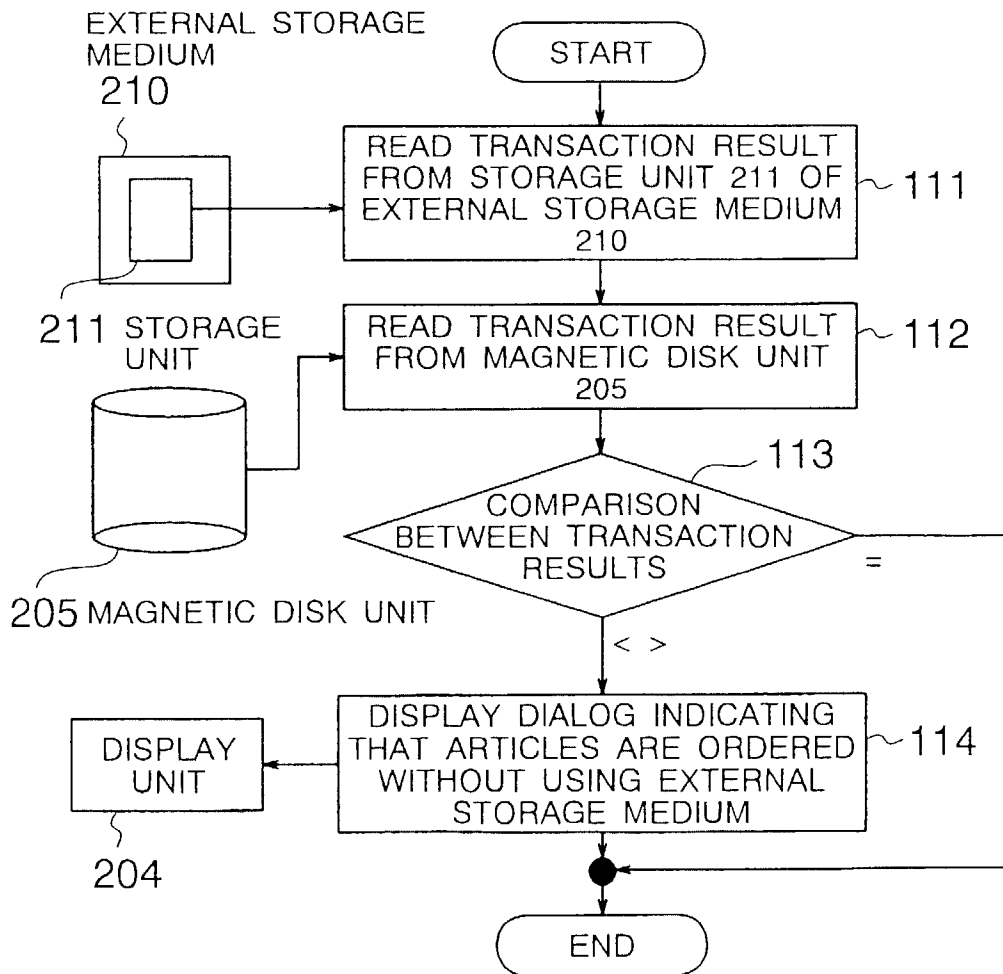 EXTERNAL STORAGE
MEDIUM
210
START
READ TRANSACTION RESULT
FROM STORAGE UNIT 211 OF
EXTERNAL STORAGE MEDIUM
210
111
211 STORAGE
UNIT
READ TRANSACTION RESULT
FROM MAGNETIC DISK UNIT
205
112
113
COMPARISON
BETWEEN TRANSACTION
RESULTS
=
205 MAGNETIC DISK UNIT
< >
DISPLAY DIALOG INDICATING
THAT ARTICLES ARE ORDERED
WITHOUT USING EXTERNAL
STORAGE MEDIUM
114
DISPLAY
UNIT
204
END